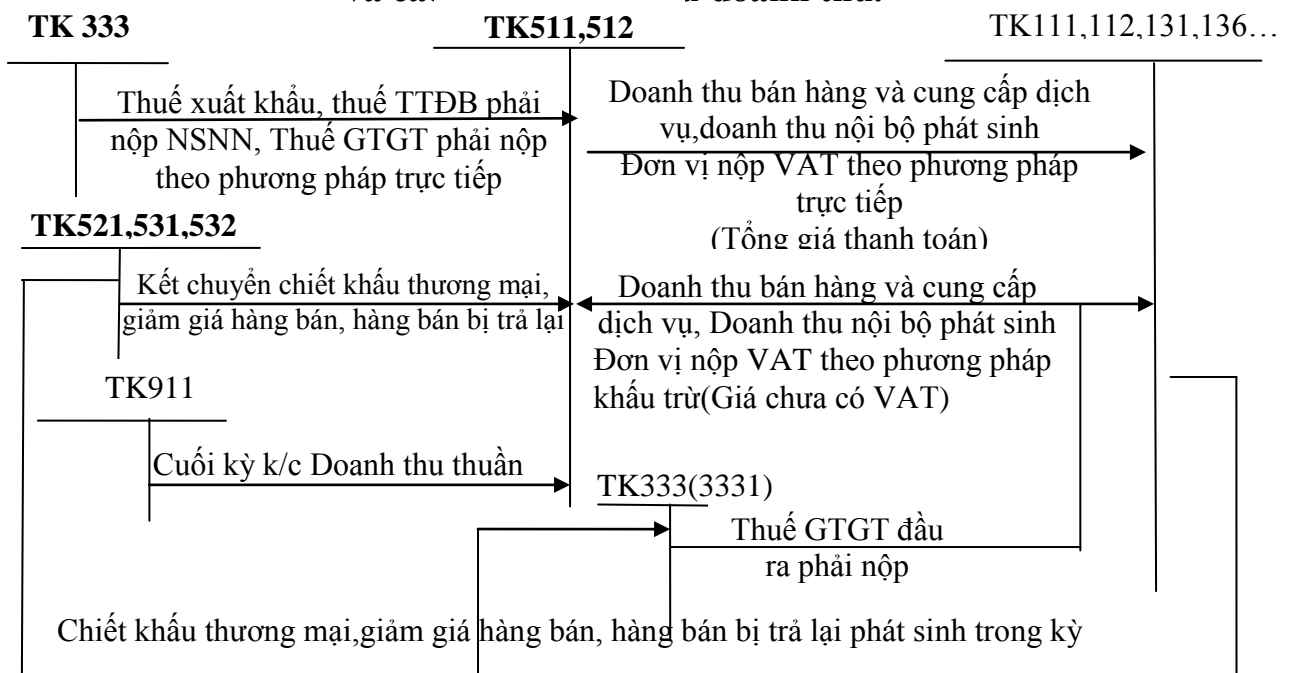 TK 333
TK511,512
TK111,112,131,136…
Thuế xuất khẩu, thuế TTĐB phải
nộp NSNN, Thuế GTGT phải nộp
theo phương pháp trực tiếp
Doanh thu bán hàng và cung cấp dịch
vụ,doanh thu nội bộ phát sinh
Đơn vị nộp VAT theo phương pháp
trực tiếp
(Tổng giá thanh toán)
TK521,531,532
Kết chuyển chiết khấu thương mại,
giảm giá hàng bán, hàng bán bị trả lại
Doanh thu bán hàng và cung cấp
dịch vụ, Doanh thu nội bộ phát sinh
Đơn vị nộp VAT theo phương pháp
khấu trừ(Giá chưa có VAT)
TK911
Cuối kỳ k/c Doanh thu thuần
TK333(3331)
Thuế GTGT đầu
ra phải nộp
Chiết khấu thương mại,giảm giá hàng bán, hàng bán bị trả lại phát sinh trong kỳ